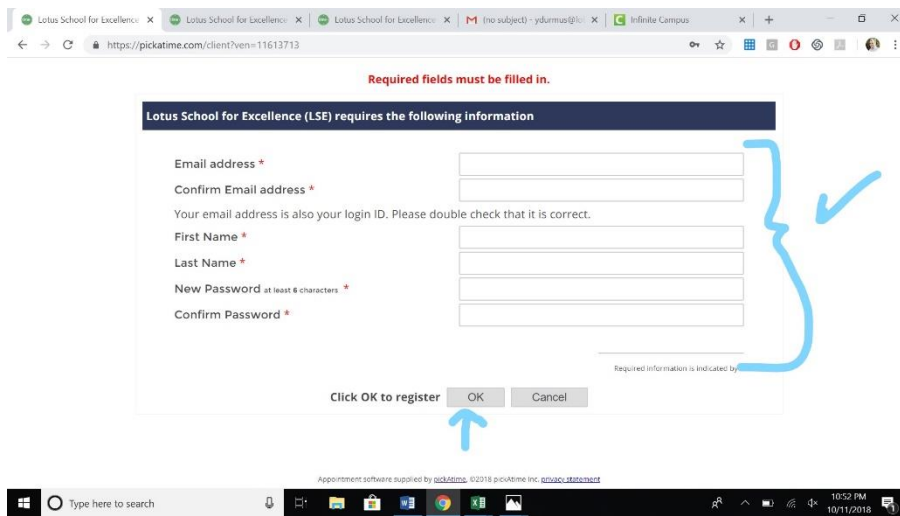 Lotus School for Excellence
Lotus School for Excellence
Lotus School for Excellence
(no subject) - ydurmus@lo
Infinite Campus
https://pickatime.com/client?ven=11613713
Required fields must be filled in.
Lotus School for Excellence (LSE) requires the following information
Email address *
Confirm Email address *
Your email address is also your login ID. Please double check that it is correct.
First Name *
Last Name *
New Password at least 6 characters *
Confirm Password *
Required information is indicated by
Click OK to register OK Cancel
Appointment software supplied by pickAtime, ©2018 pickAtime Inc. privacy statement
Type here to search
10:52 PM
10/11/2018